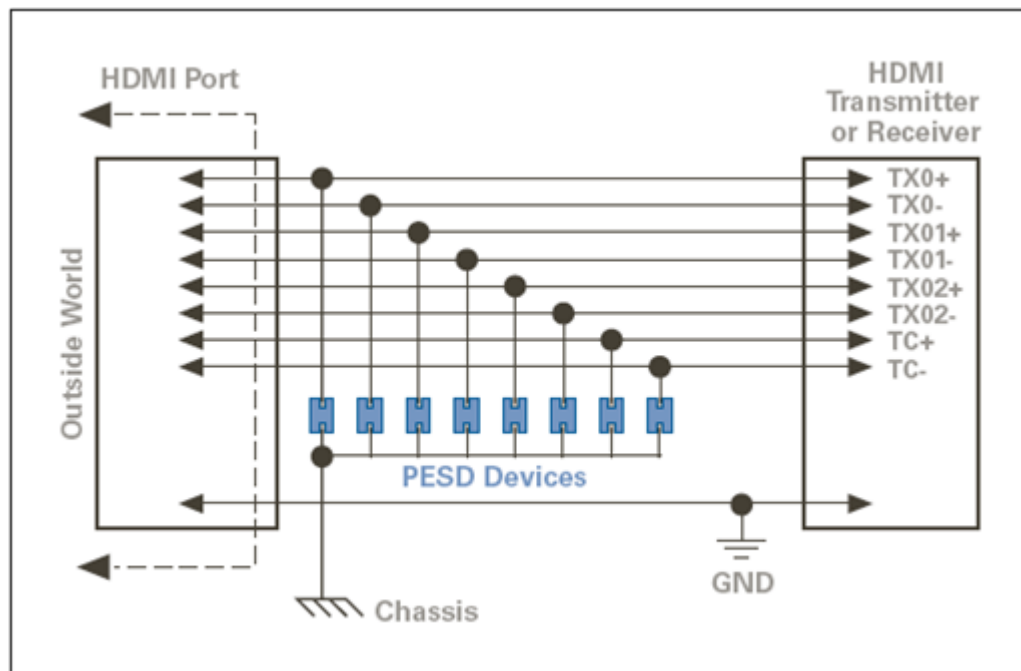 HDMI Port
HDMI
Transmitter
or Receiver
Outside World
TX0+
TX0-
TX01+
TX01-
TX02+
TX02-
TC+
TC-
PESD Devices
GND
Chassis